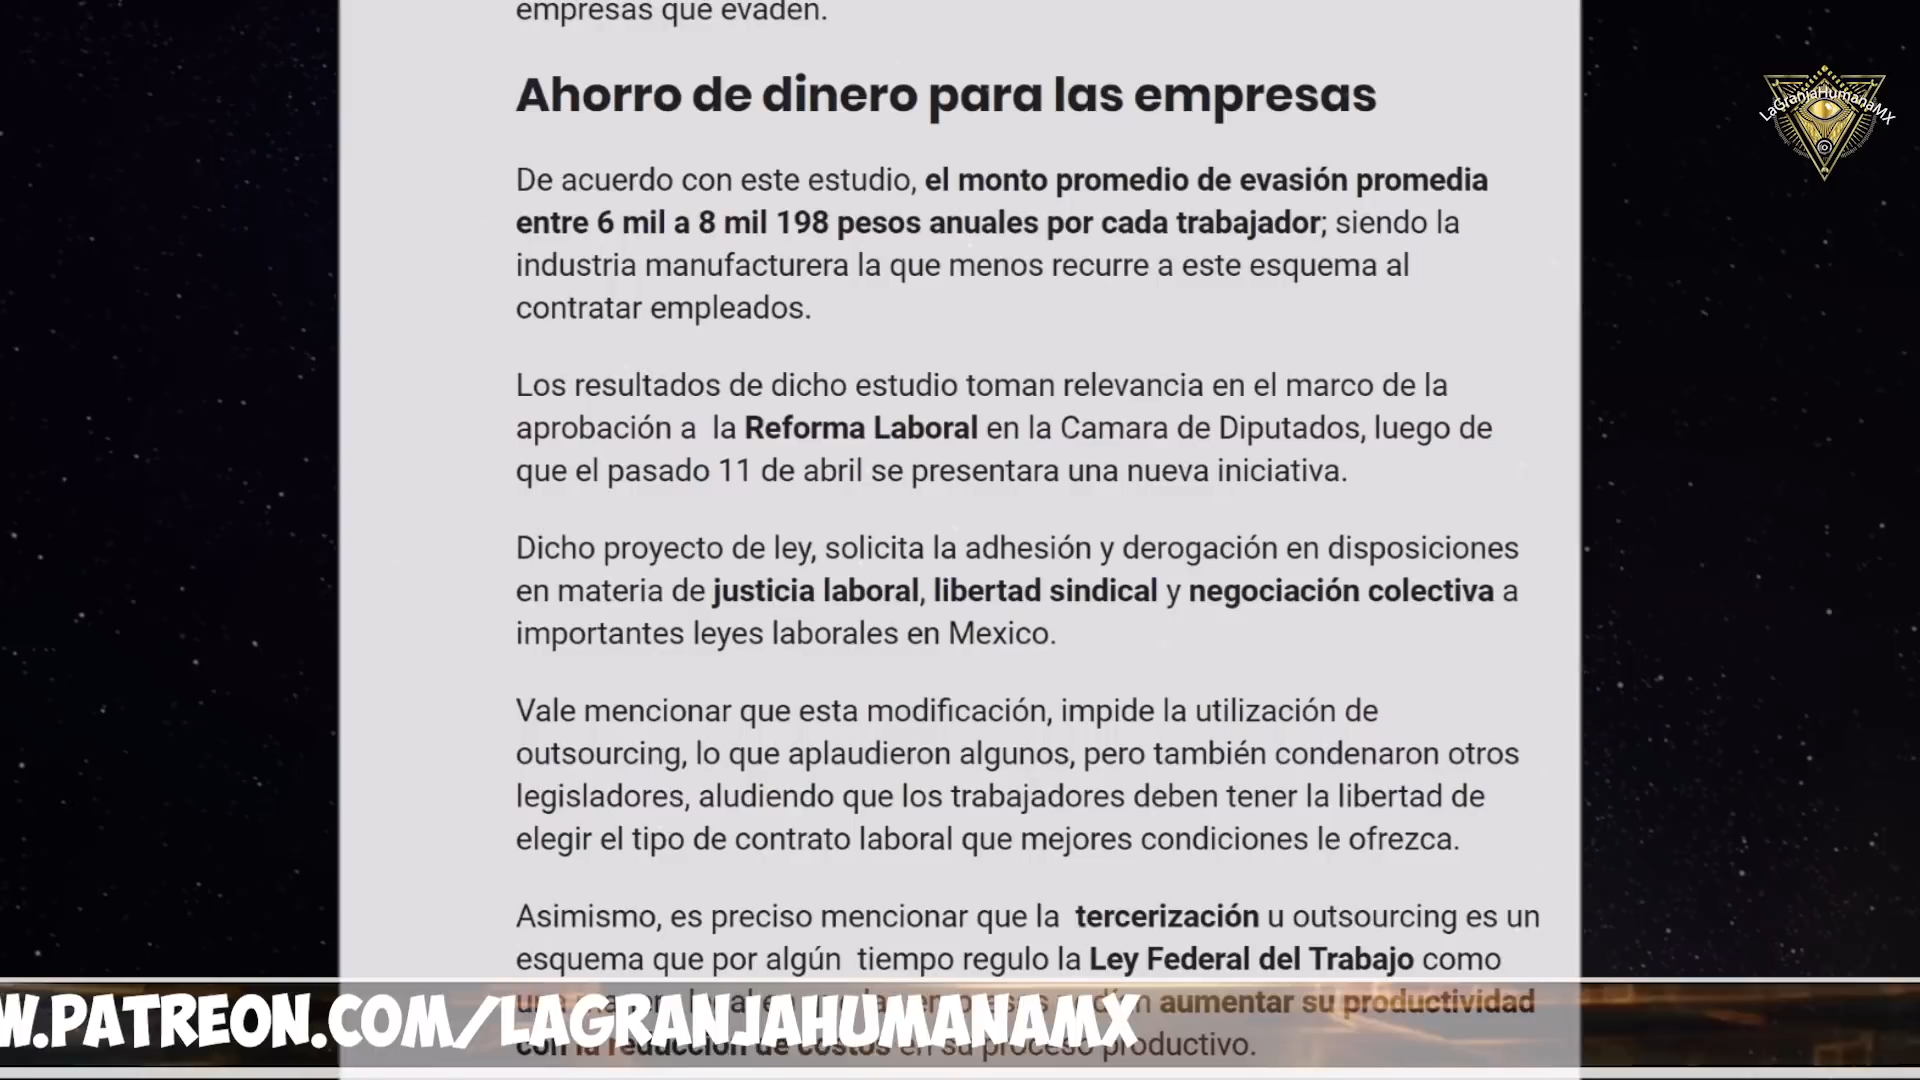 empresas que evaden.
Ahorro de dinero para las empresas
De acuerdo con este estudio, el monto promedio de evasión promedia
entre 6 mil a 8 mil 198 pesos anuales por cada trabajador; siendo la
industria manufacturera la que menos recurre a este esquema al
contratar empleados.
Los resultados de dicho estudio toman relevancia en el marco de la
aprobación a la Reforma Laboral en la Camara de Diputados, luego de
que el pasado 11 de abril se presentara una nueva iniciativa.
Dicho proyecto de ley, solicita la adhesión y derogación en disposiciones
en materia de justicia laboral, libertad sindical y negociación colectiva a
importantes leyes laborales en Mexico.
Vale mencionar que esta modificación, impide la utilización de
outsourcing, lo que aplaudieron algunos, pero también condenaron otros
legisladores, aludiendo que los trabajadores deben tener la libertad de
elegir el tipo de contrato laboral que mejores condiciones le ofrezca.
Asimismo, es preciso mencionar que la tercerización u outsourcing es un
esquema que por algún tiempo regulo la Ley Federal del Trabajo como
aumentar su productividad
con la reducción de costos en su proceso productivo.
W.PATREON.COM/LAGRANJAHUMANAMX
LaGranjaHumanaMX